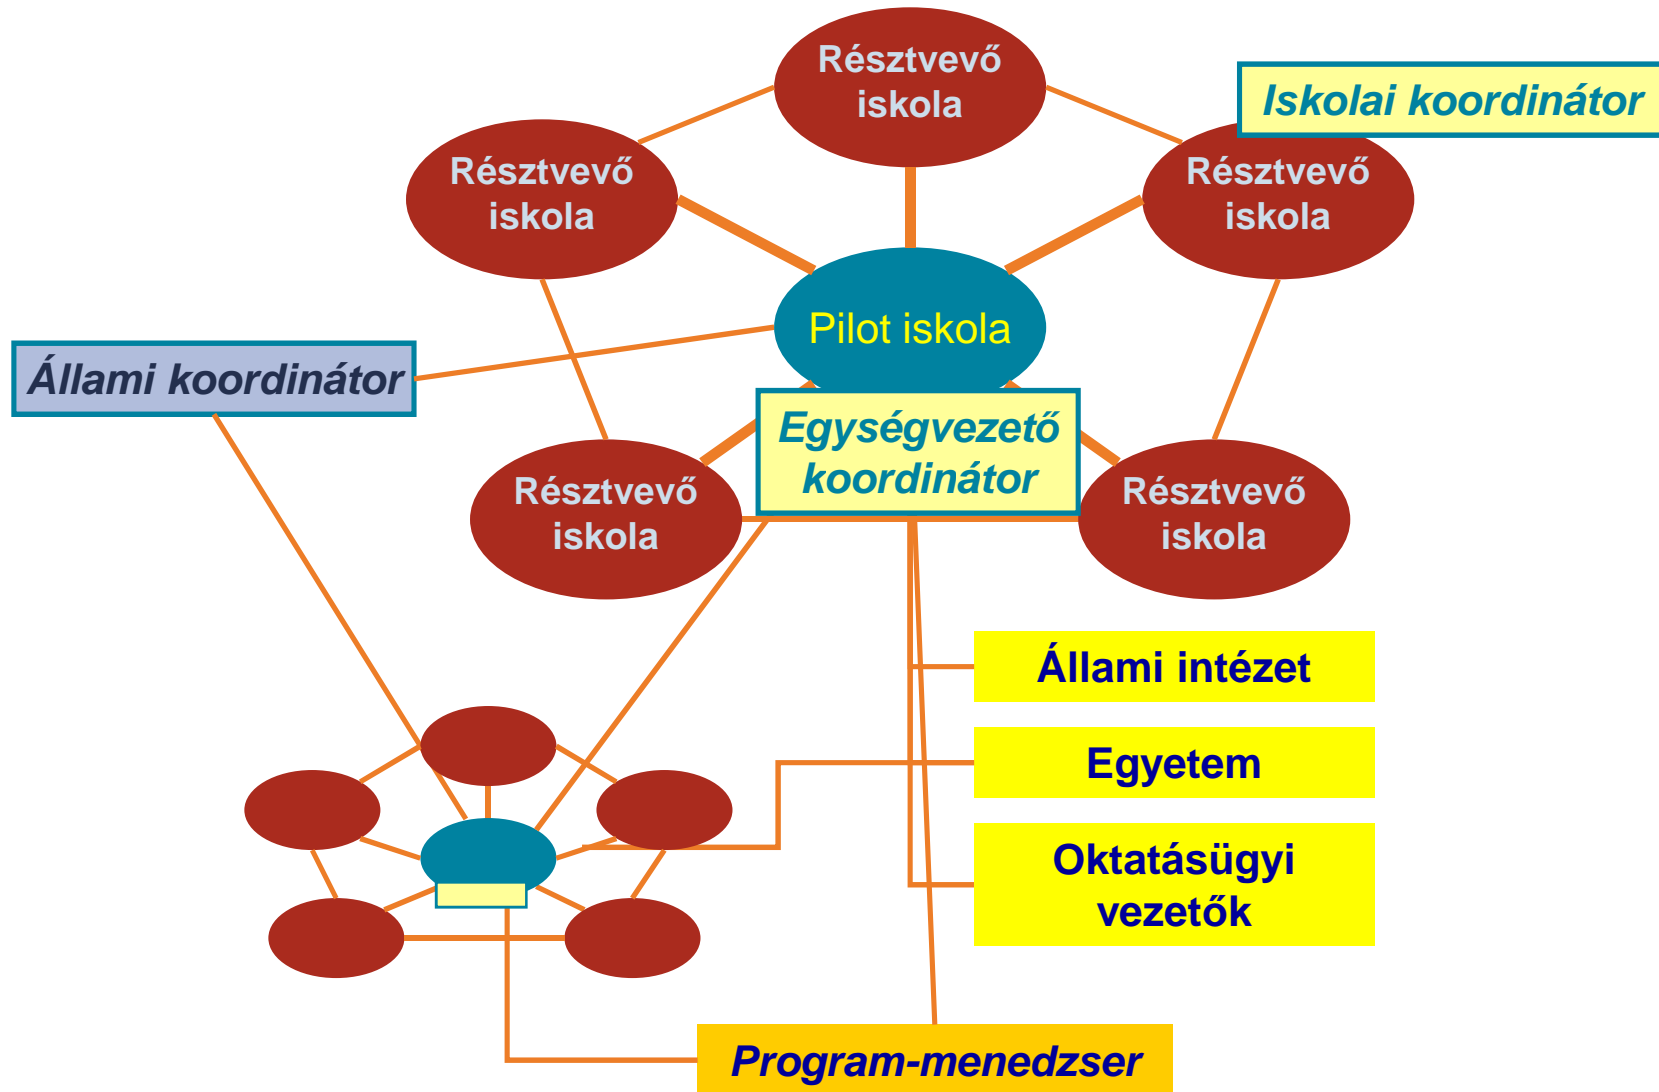 Résztvevő
iskola
Iskolai koordinátor
Résztvevő
iskola
Résztvevő
iskola
Pilot iskola
Állami koordinátor
Egységvezető
koordinátor
Résztvevő
iskola
Résztvevő
iskola
Állami intézet
Egyetem
Oktatásügyi
vezetők
Program-menedzser